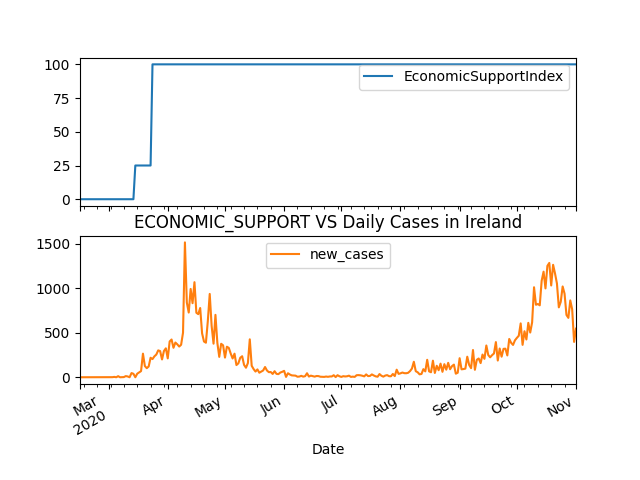 100
75
50
25
0
EconomicSupportIndex
ECONOMIC_SUPPORT VS Daily Cases in Ireland
1500
1000
500
0
new_cases
Mar
2020
Apr
May
Jun
Jul
Aug
Sep
Oct
Nov
Date